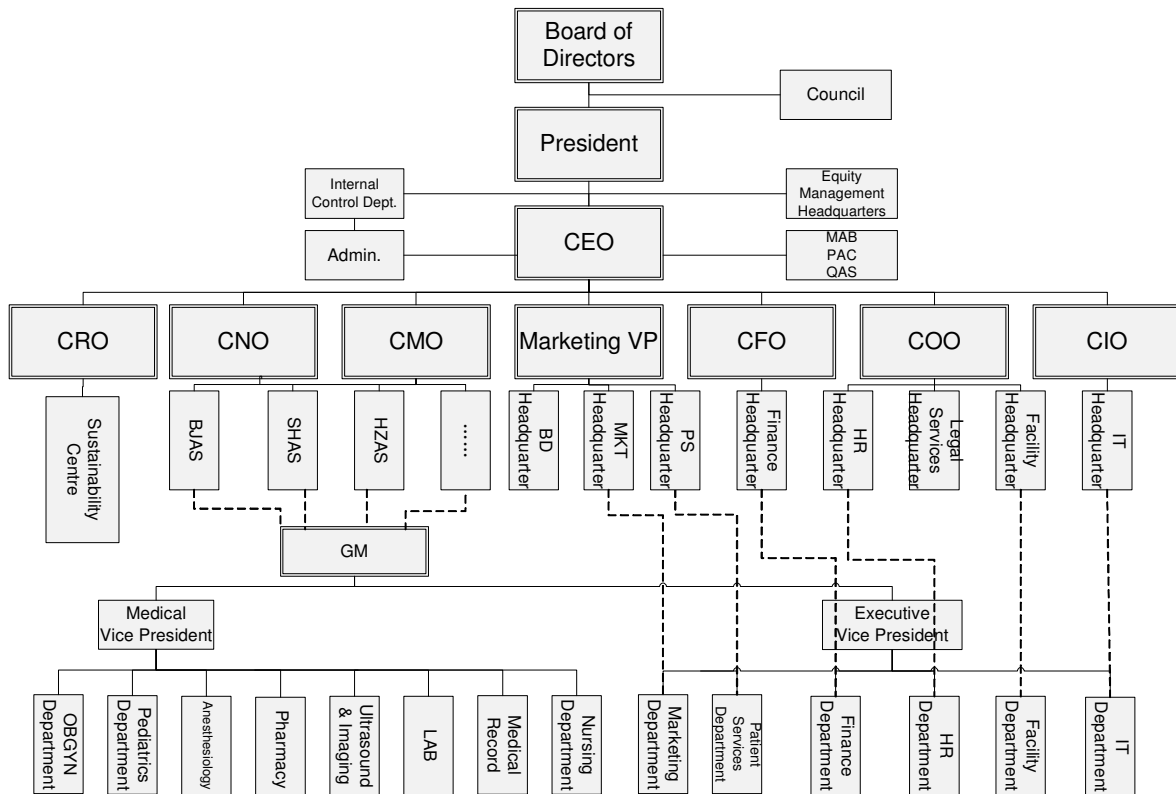 Board of
Directors
Council
President
Internal
Control Dept.
Equity
Management
Headquarters
CEO
Admin.
MAB
PAC
QAS
CRO
CNO
CMO
Marketing VP
CFO
COO
CIO
Sustainability
Centre
BJAS
SHAS
HZAS
......
BD
Headquarter
MKT
Headquarter
PS
Headquarter
Finance
Headquarter
HR
Headquarter
Legal
Services
Headquarter
Facility
Headquarter
IT
Headquarter
GM
Medical
Vice President
Executive
Vice President
OBGYN
Department
Pediatrics
Department
Anesthesiology
Pharmacy
Ultrasound
& Imaging
LAB
Medical
Record
Nursing
Department
Marketing
Department
Patient
Services
Department
Finance
Department
HR
Department
Facility
Department
IT
Department